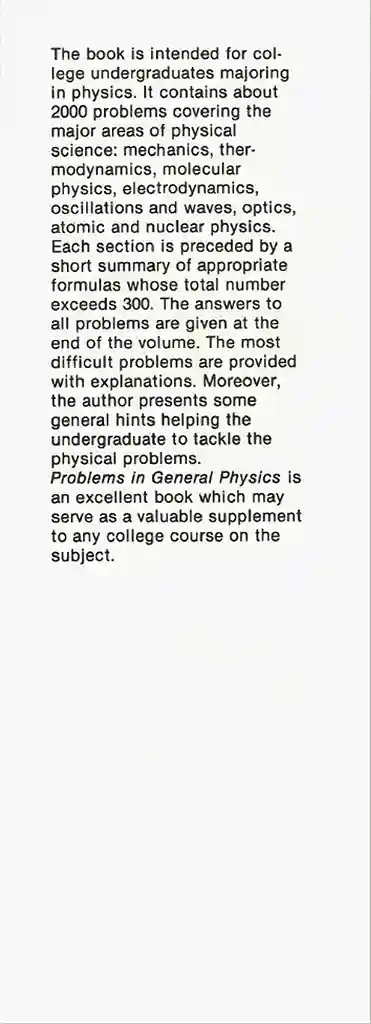 The book is intended for col-
lege undergraduates majoring
in physics. It contains about
2000 problems covering the
major areas of physical
science: mechanics, ther-
modynamics, molecular
physics, electrodynamics,
oscillations and waves, optics,
atomic and nuclear physics.
Each section is preceded by a
short summary of appropriate
formulas whose total number
exceeds 300. The answers to
all problems are given at the
end of the volume. The most
difficult problems are provided
with explanations. Moreover,
the author presents some
general hints helping the
undergraduate to tackle the
physical problems.
Problems in General Physics is
an excellent book which may
serve as a valuable supplement
to any college course on the
subject.